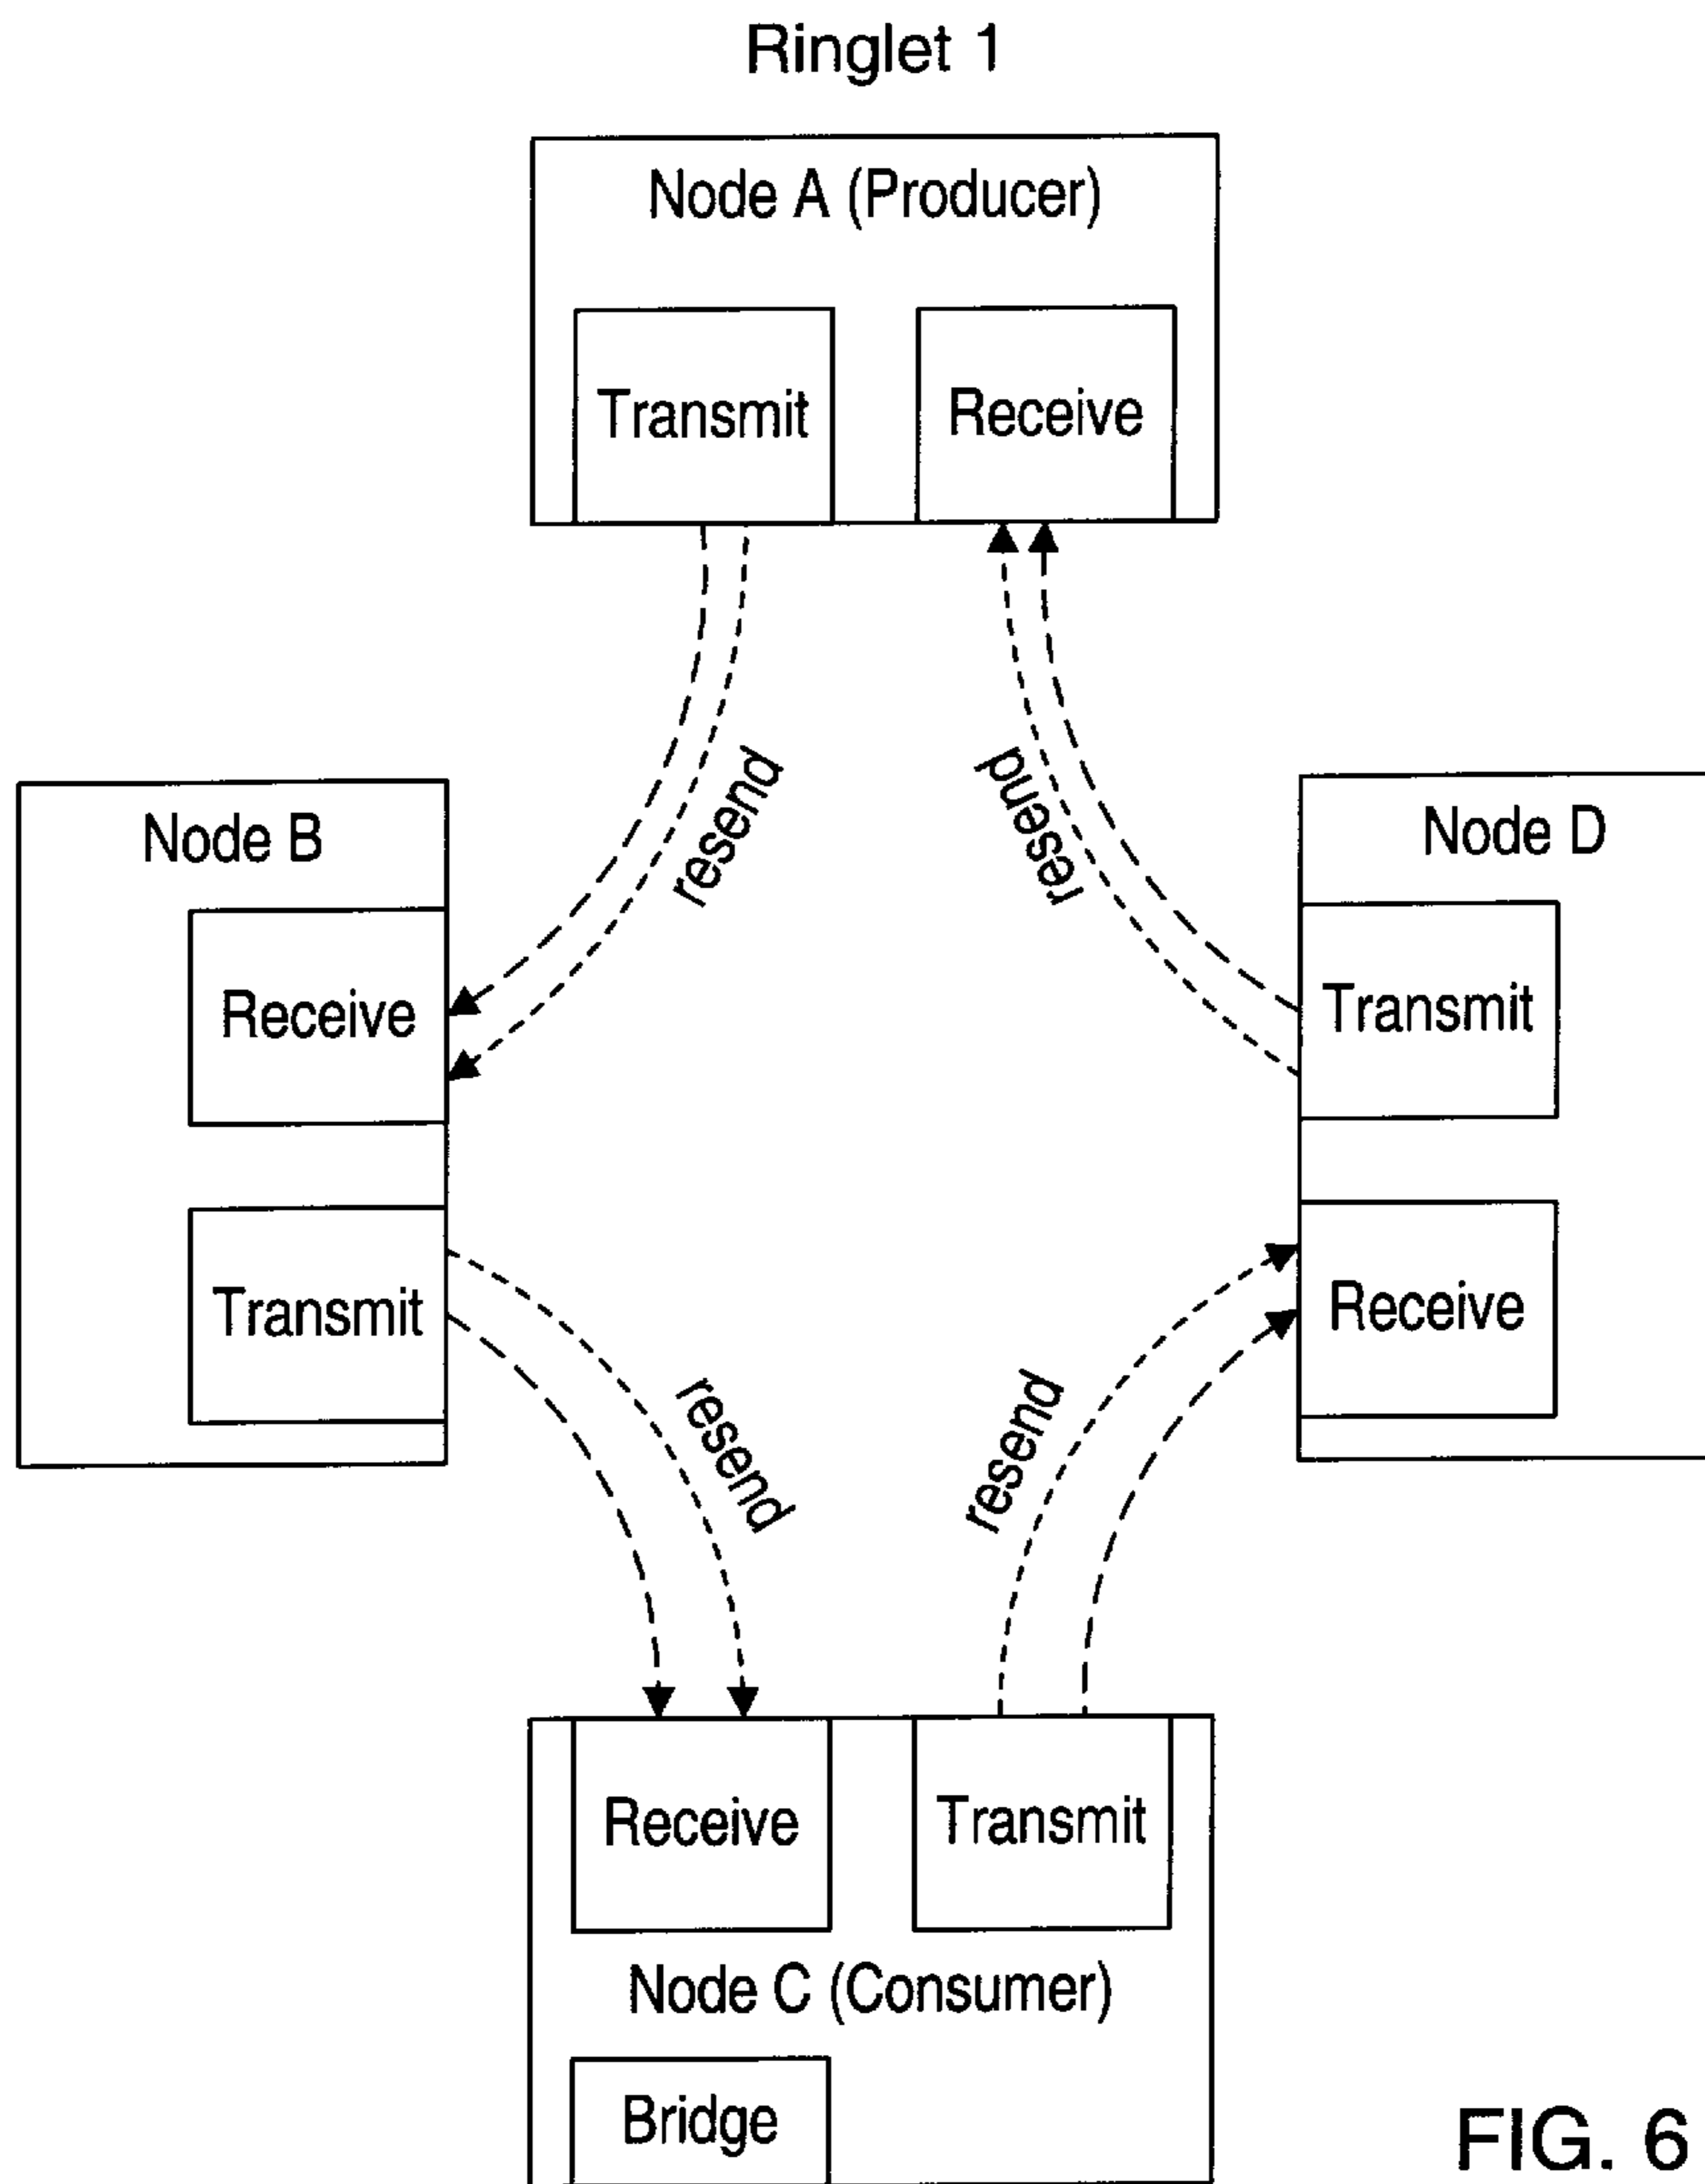 Ringlet 1
Node A (Producer)
Transmit
Receive
resend
resend
Node B
Receive
Transmit
Node D
Transmit
Receive
resend
resend
Receive
Transmit
Node C (Consumer)
Bridge
FIG. 6